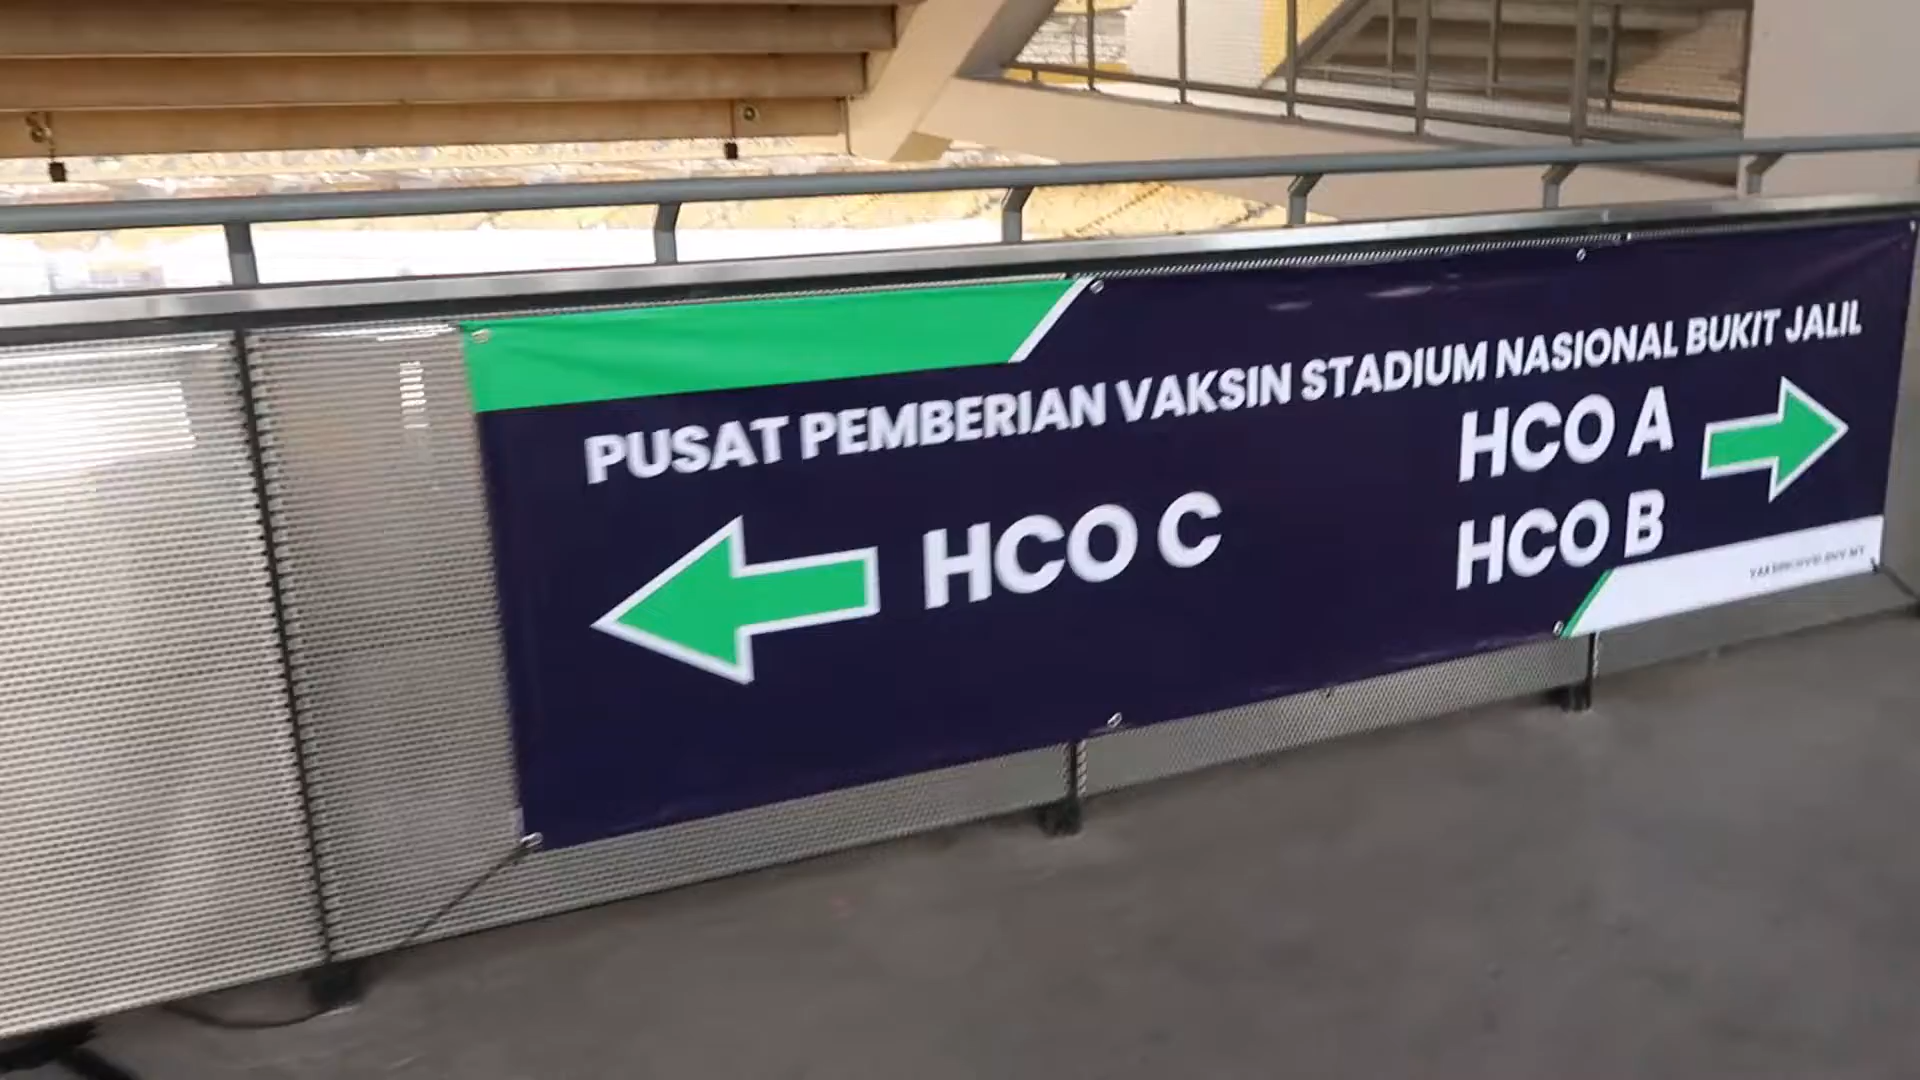 PUSAT PEMBERIAN VAKSIN STADIUM NASIONAL BUKIT JALIL
HCO C
HCO A
HCO B